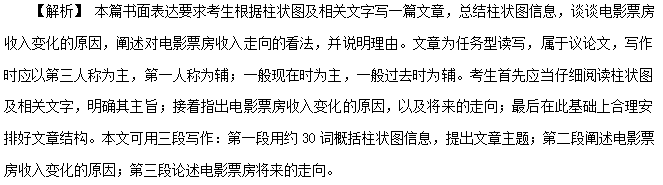 【解析】 本篇书面表达要求考生根据柱状图及相关文字写一篇文章，总结柱状图信息，谈谈电影票房
收入变化的原因，阐述对电影票房收入走向的看法，并说明理由。文章为任务型读写，属于议论文，写作
时应以第三人称为主，第一人称为辅；一般现在时为主，一般过去时为辅。考生首先应当仔细阅读柱状图
及相关文字，明确其主旨；接着指出电影票房收入变化的原因，以及将来的走向；最后在此基础上合理安
排好文章结构。本文可用三段写作：第一段用约 30 词概括柱状图信息，提出文章主题；第二段阐述电影票
房收入变化的原因；第三段论述电影票房将来的走向。